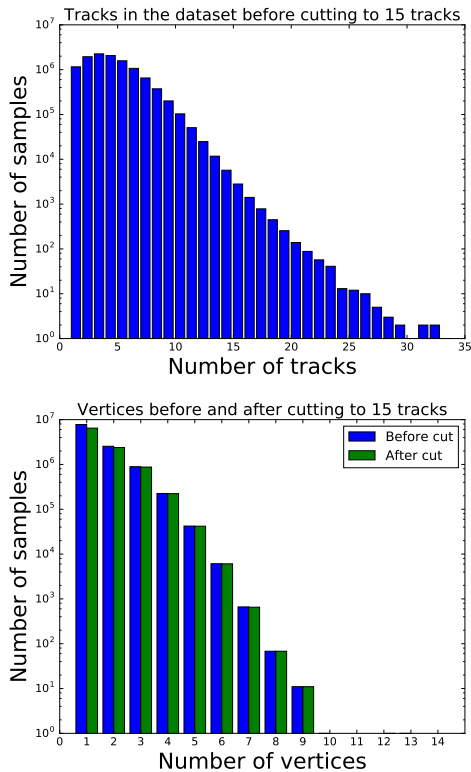 Tracks in the dataset before cutting to 15 tracks
10^7
10^6
10^5
10^4
10^3
10^2
10^1
10^0
Number of samples
0 5 10 15 20 25 30 35
Number of tracks
Vertices before and after cutting to 15 tracks
10^7
10^6
10^5
10^4
10^3
10^2
10^1
10^0
Number of samples
Before cut
After cut
0 1 2 3 4 5 6 7 8 9 10 11 12 13 14
Number of vertices